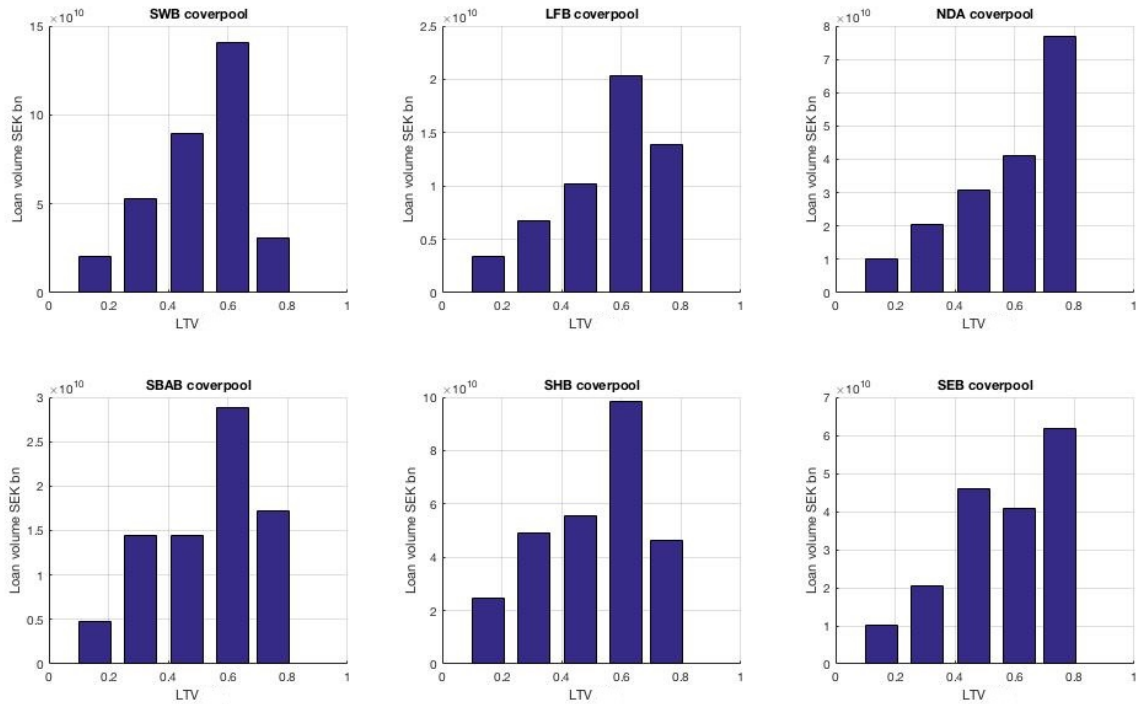 SWB coverpool
×10^10
Loan volume SEK bn
15
10
5
0
0 0.2 0.4 0.6 0.8 1
LTV
LFB coverpool
×10^10
Loan volume SEK bn
2.5
2
1.5
1
0.5
0
0 0.2 0.4 0.6 0.8 1
LTV
NDA coverpool
×10^10
Loan volume SEK bn
8
7
6
5
4
3
2
1
0
0 0.2 0.4 0.6 0.8 1
LTV
SBAB coverpool
×10^10
Loan volume SEK bn
3
2.5
2
1.5
1
0.5
0
0 0.2 0.4 0.6 0.8 1
LTV
SHB coverpool
×10^10
Loan volume SEK bn
10
8
6
4
2
0
0 0.2 0.4 0.6 0.8 1
LTV
SEB coverpool
×10^10
Loan volume SEK bn
7
6
5
4
3
2
1
0
0 0.2 0.4 0.6 0.8 1
LTV